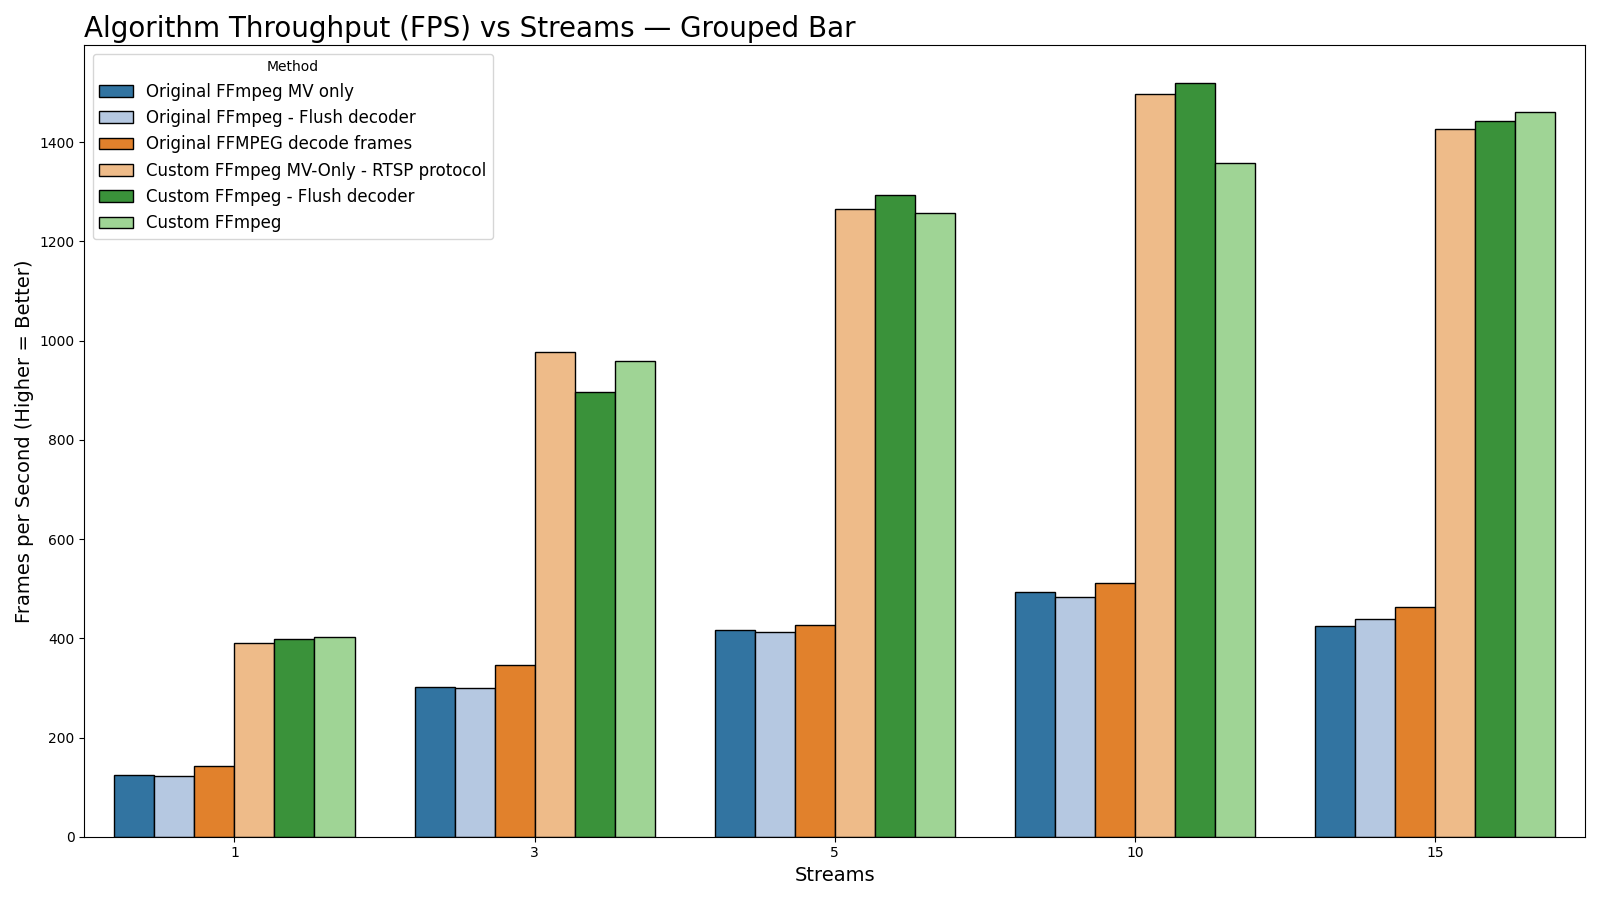 Algorithm Throughput (FPS) vs Streams — Grouped Bar
Method
Original FFmpeg MV only
Original FFmpeg - Flush decoder
Original FFMPEG decode frames
Custom FFmpeg MV-Only - RTSP protocol
Custom FFmpeg - Flush decoder
Custom FFmpeg
Frames per Second (Higher = Better)
1400
1200
1000
800
600
400
200
0
1 3 5 10 15
Streams